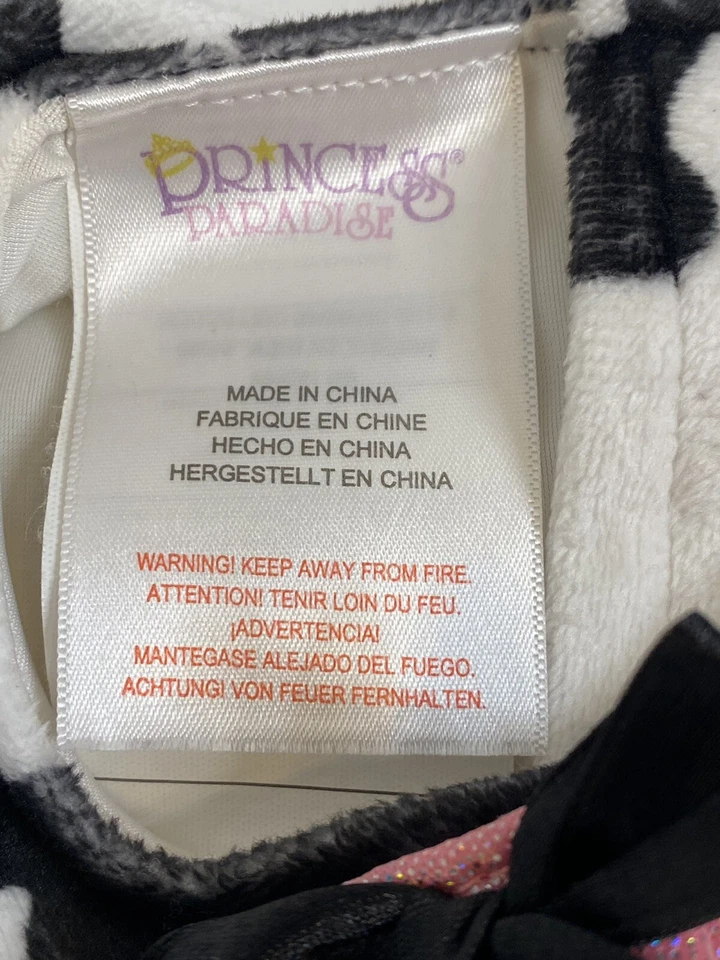 PRINCESS®
PARADISE
MADE IN CHINA
FABRIQUE EN CHINE
HECHO EN CHINA
HERGESTELLT EN CHINA
WARNING! KEEP AWAY FROM FIRE.
ATTENTION! TENIR LOIN DU FEU.
¡ADVERTENCIA!
MANTEGASE ALEJADO DEL FUEGO.
ACHTUNG! VON FEUER FERNHALTEN.